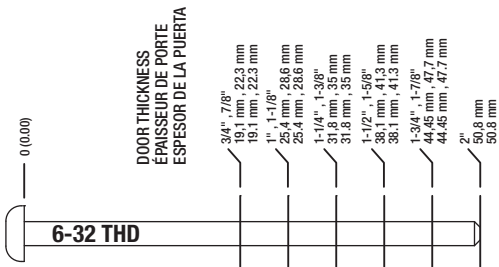 0 (0.00)
DOOR THICKNESS
ÉPAISSEUR DE PORTE
ESPESOR DE LA PUERTA
3/4" ,7/8"
19,1 mm , 22,3 mm
19.1 mm , 22.3 mm
1" ,1-1/8"
25,4 mm , 28,6 mm
25.4 mm , 28.6 mm
1-1/4" ,1-3/8"
31,8 mm , 35 mm
31.8 mm , 35 mm
1-1/2" ,1-5/8"
38,1 mm , 41,3 mm
38.1 mm , 41.3 mm
1-3/4" ,1-7/8"
44,45 mm , 47,7 mm
44.45 mm , 47.7 mm
2"
50,8 mm
50.8 mm
6-32 THD